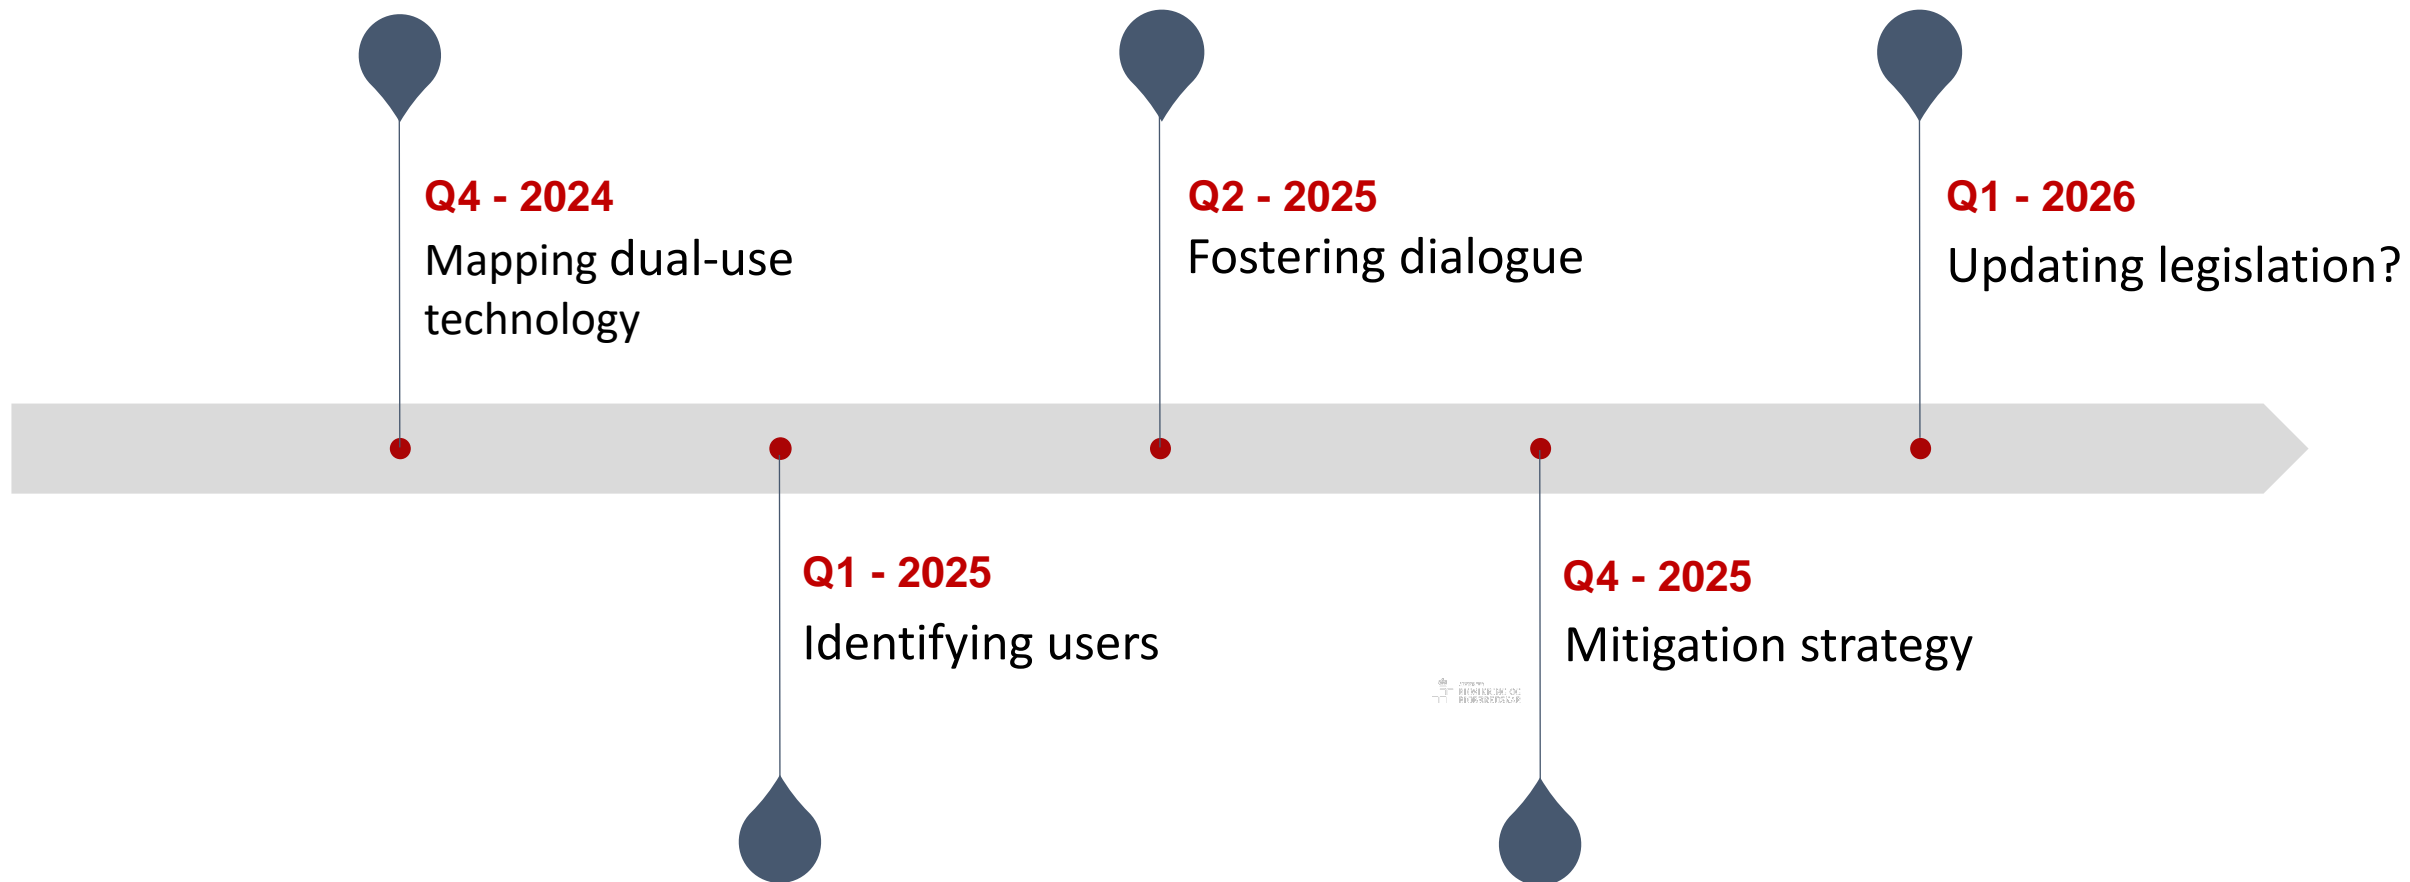 Q4 - 2024
Mapping dual-use
technology
Q2 - 2025
Fostering dialogue
Q1 - 2026
Updating legislation?
Q1 - 2025
Identifying users
Q4 - 2025
Mitigation strategy